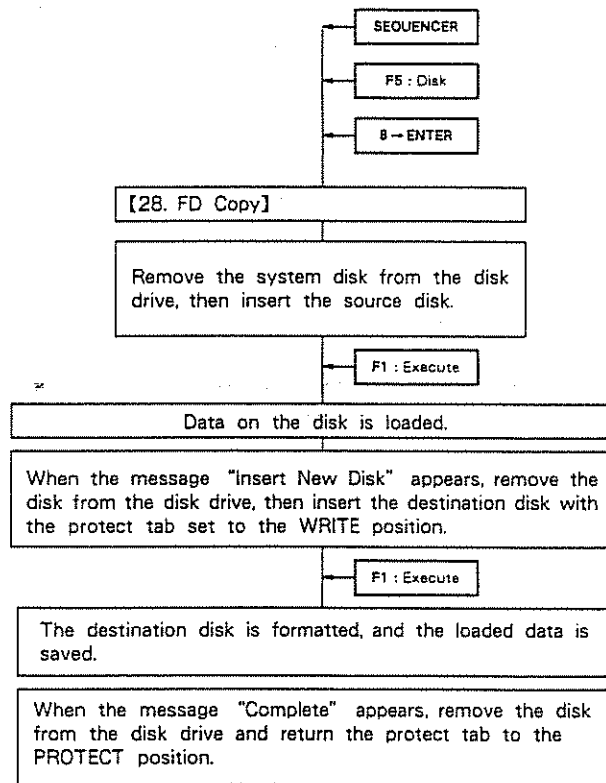 SEQUENCER
F5 : Disk
8→ENTER
【28. FD Copy】
Remove the system disk from the disk
drive, then insert the source disk.
F1 : Execute
Data on the disk is loaded.
When the message "Insert New Disk" appears, remove the
disk from the disk drive, then insert the destination disk with
the protect tab set to the WRITE position.
F1 : Execute
The destination disk is formatted, and the loaded data is
saved.
When the message "Complete" appears, remove the disk
from the disk drive and return the protect tab to the
PROTECT position.